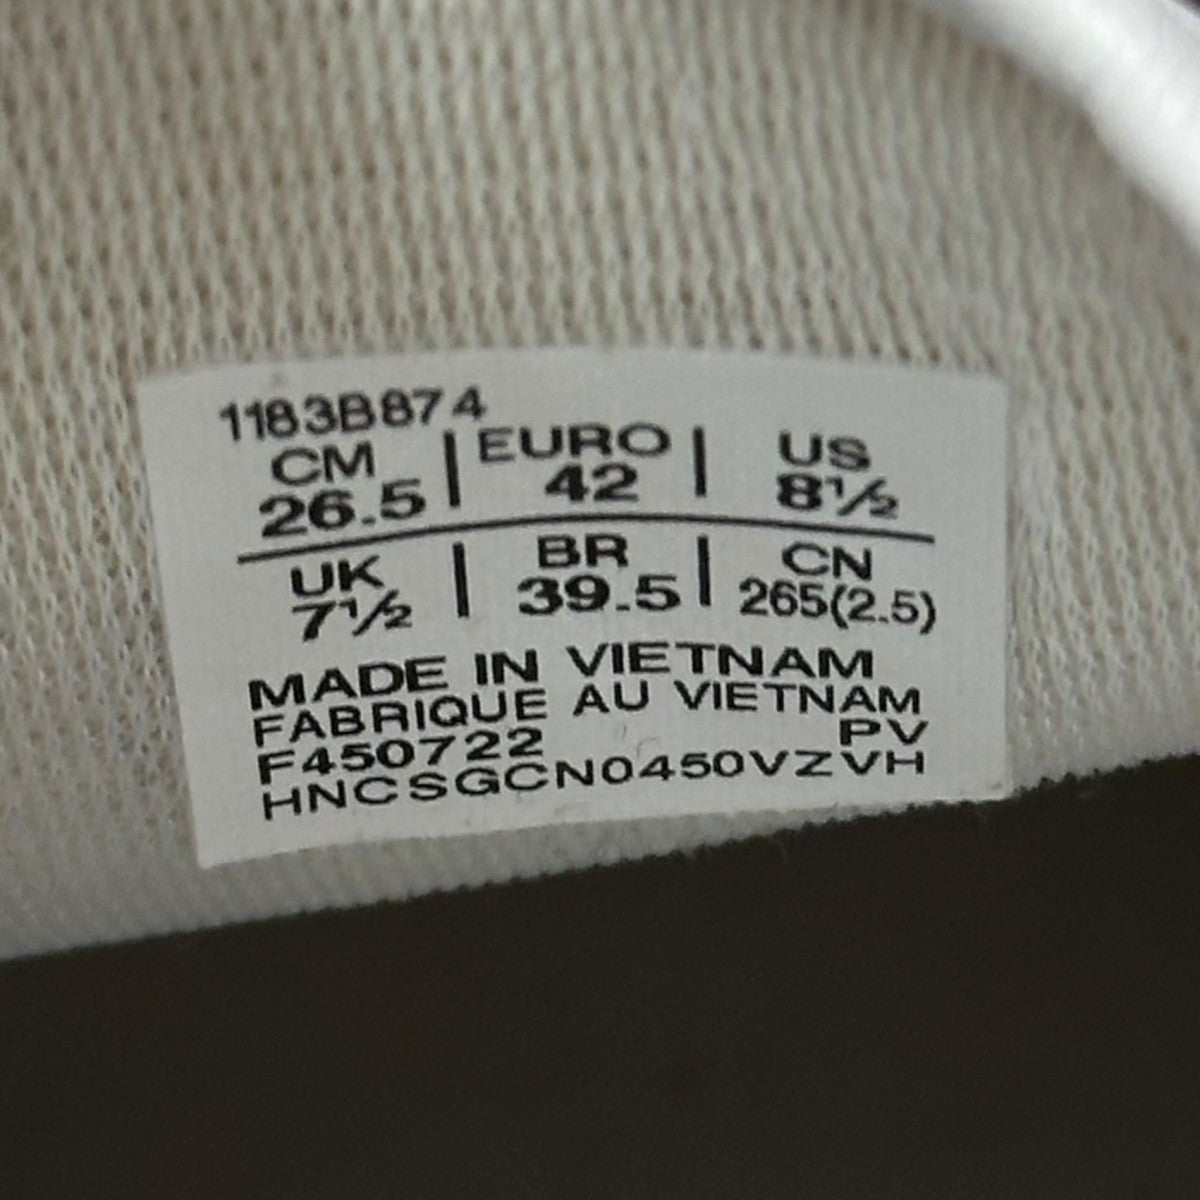 1183B874
CM | EURO | US
26.5 | 42 | 8½
UK | BR | CN
7½ | 39.5 | 265(2.5)
MADE IN VIETNAM
FABRIQUE AU VIETNAM
F450722 PV
HNCSGCN0450VZVH